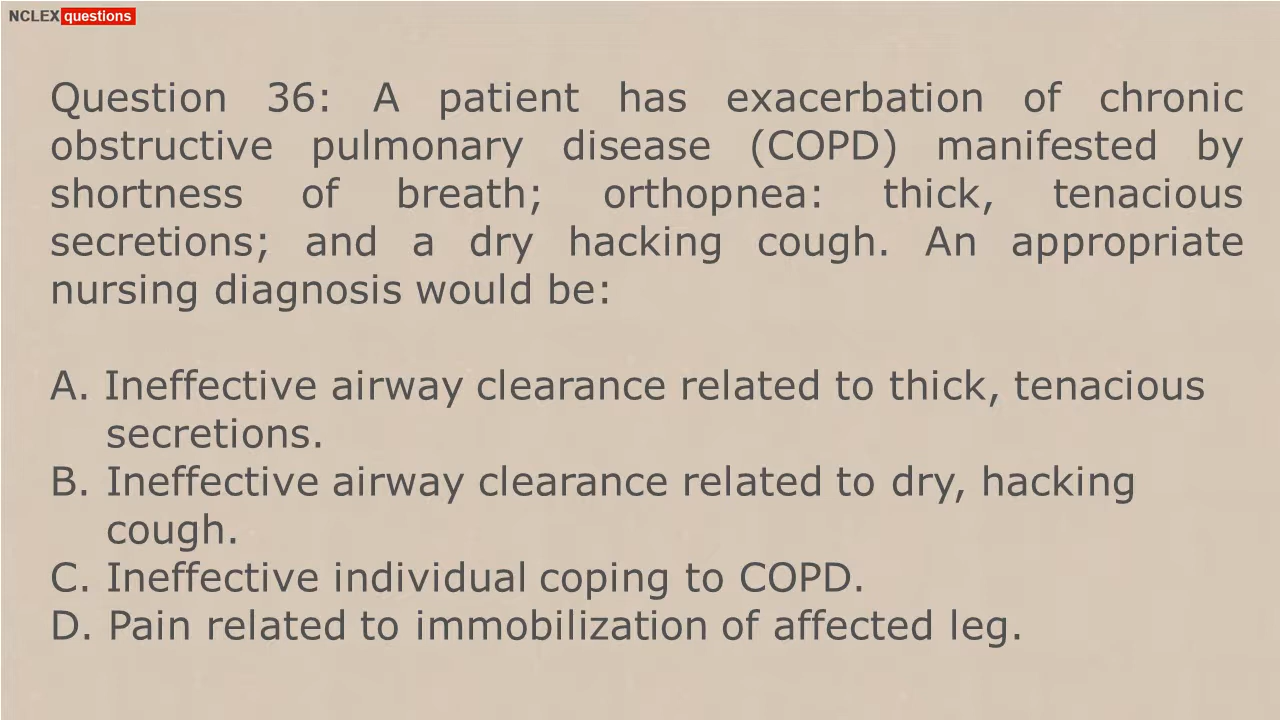 NCLEX questions
Question 36: A patient has exacerbation of chronic
obstructive pulmonary disease (COPD) manifested by
shortness of breath; orthopnea: thick, tenacious
secretions; and a dry hacking cough. An appropriate
nursing diagnosis would be:
A. Ineffective airway clearance related to thick, tenacious
secretions.
B. Ineffective airway clearance related to dry, hacking
cough.
C. Ineffective individual coping to COPD.
D. Pain related to immobilization of affected leg.